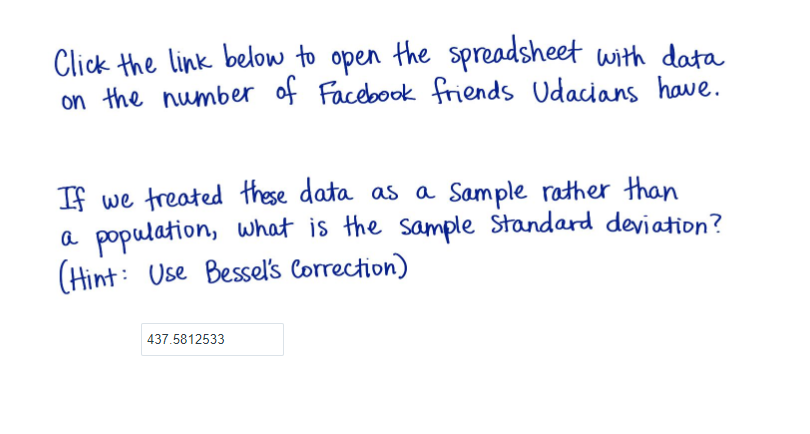 Click the link below to open the spreadsheet with data
on the number of Facebook friends Udacians have.
If we treated these data as a sample rather than
a population, what is the sample standard deviation?
(Hint: Use Bessel's Correction)
437.5812533